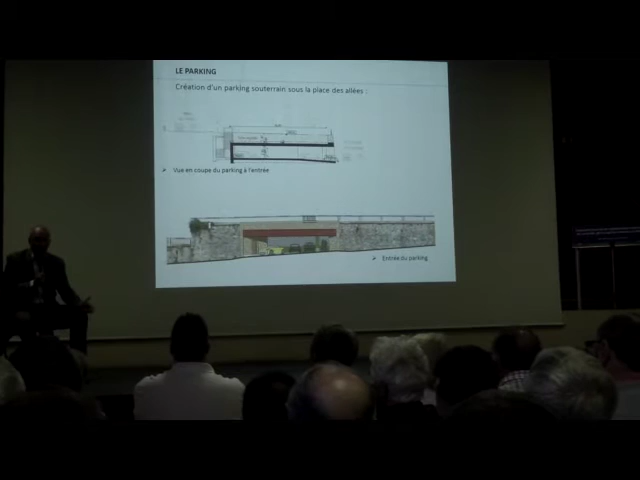 LE PARKING
Création d'un parking souterrain sous la place des allées :
➢ Vue en coupe du parking à l'entrée
➢ Entrée du parking